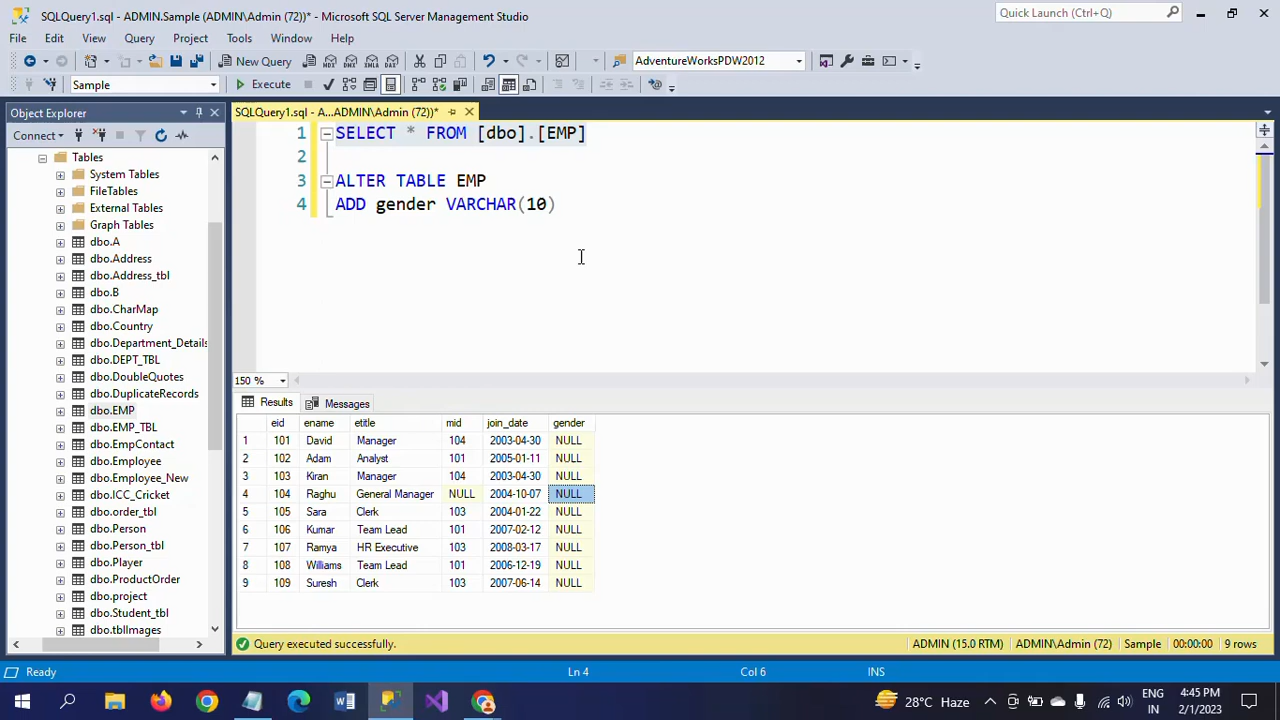 SQLQuery1.sql - ADMIN.Sample (ADMIN\Admin (72))* - Microsoft SQL Server Management Studio
Quick Launch (Ctrl+Q)
File Edit View Query Project Tools Window Help
New Query
AdventureWorksPDW2012
Sample
Execute
Object Explorer
SQLQuery1.sql - A...ADMIN\Admin (72))*
Connect
Tables
System Tables
FileTables
External Tables
Graph Tables
dbo.A
dbo.Address
dbo.Address_tbl
dbo.B
dbo.CharMap
dbo.Country
dbo.Department_Details
dbo.DEPT_TBL
dbo.DoubleQuotes
dbo.DuplicateRecords
dbo.EMP
dbo.EMP_TBL
dbo.EmpContact
dbo.Employee
dbo.Employee_New
dbo.ICC_Cricket
dbo.order_tbl
dbo.Person
dbo.Person_tbl
dbo.Player
dbo.ProductOrder
dbo.project
dbo.Student_tbl
dbo.tblImages
1 SELECT * FROM [dbo].[EMP]
2
3 ALTER TABLE EMP
4 ADD gender VARCHAR(10)
150 %
Results Messages
eid ename etitle mid join_date gender
1 101 David Manager 104 2003-04-30 NULL
2 102 Adam Analyst 101 2005-01-11 NULL
3 103 Kiran Manager 104 2003-04-30 NULL
4 104 Raghu General Manager NULL 2004-10-07 NULL
5 105 Sara Clerk 103 2004-01-22 NULL
6 106 Kumar Team Lead 101 2007-02-12 NULL
7 107 Ramya HR Executive 103 2008-03-17 NULL
8 108 Williams Team Lead 101 2006-12-19 NULL
9 109 Suresh Clerk 103 2007-06-14 NULL
Query executed successfully.
ADMIN (15.0 RTM) ADMIN\Admin (72) Sample 00:00:00 9 rows
Ready
Ln 4 Col 6 INS
28°C Haze
ENG
IN
4:45 PM
2/1/2023